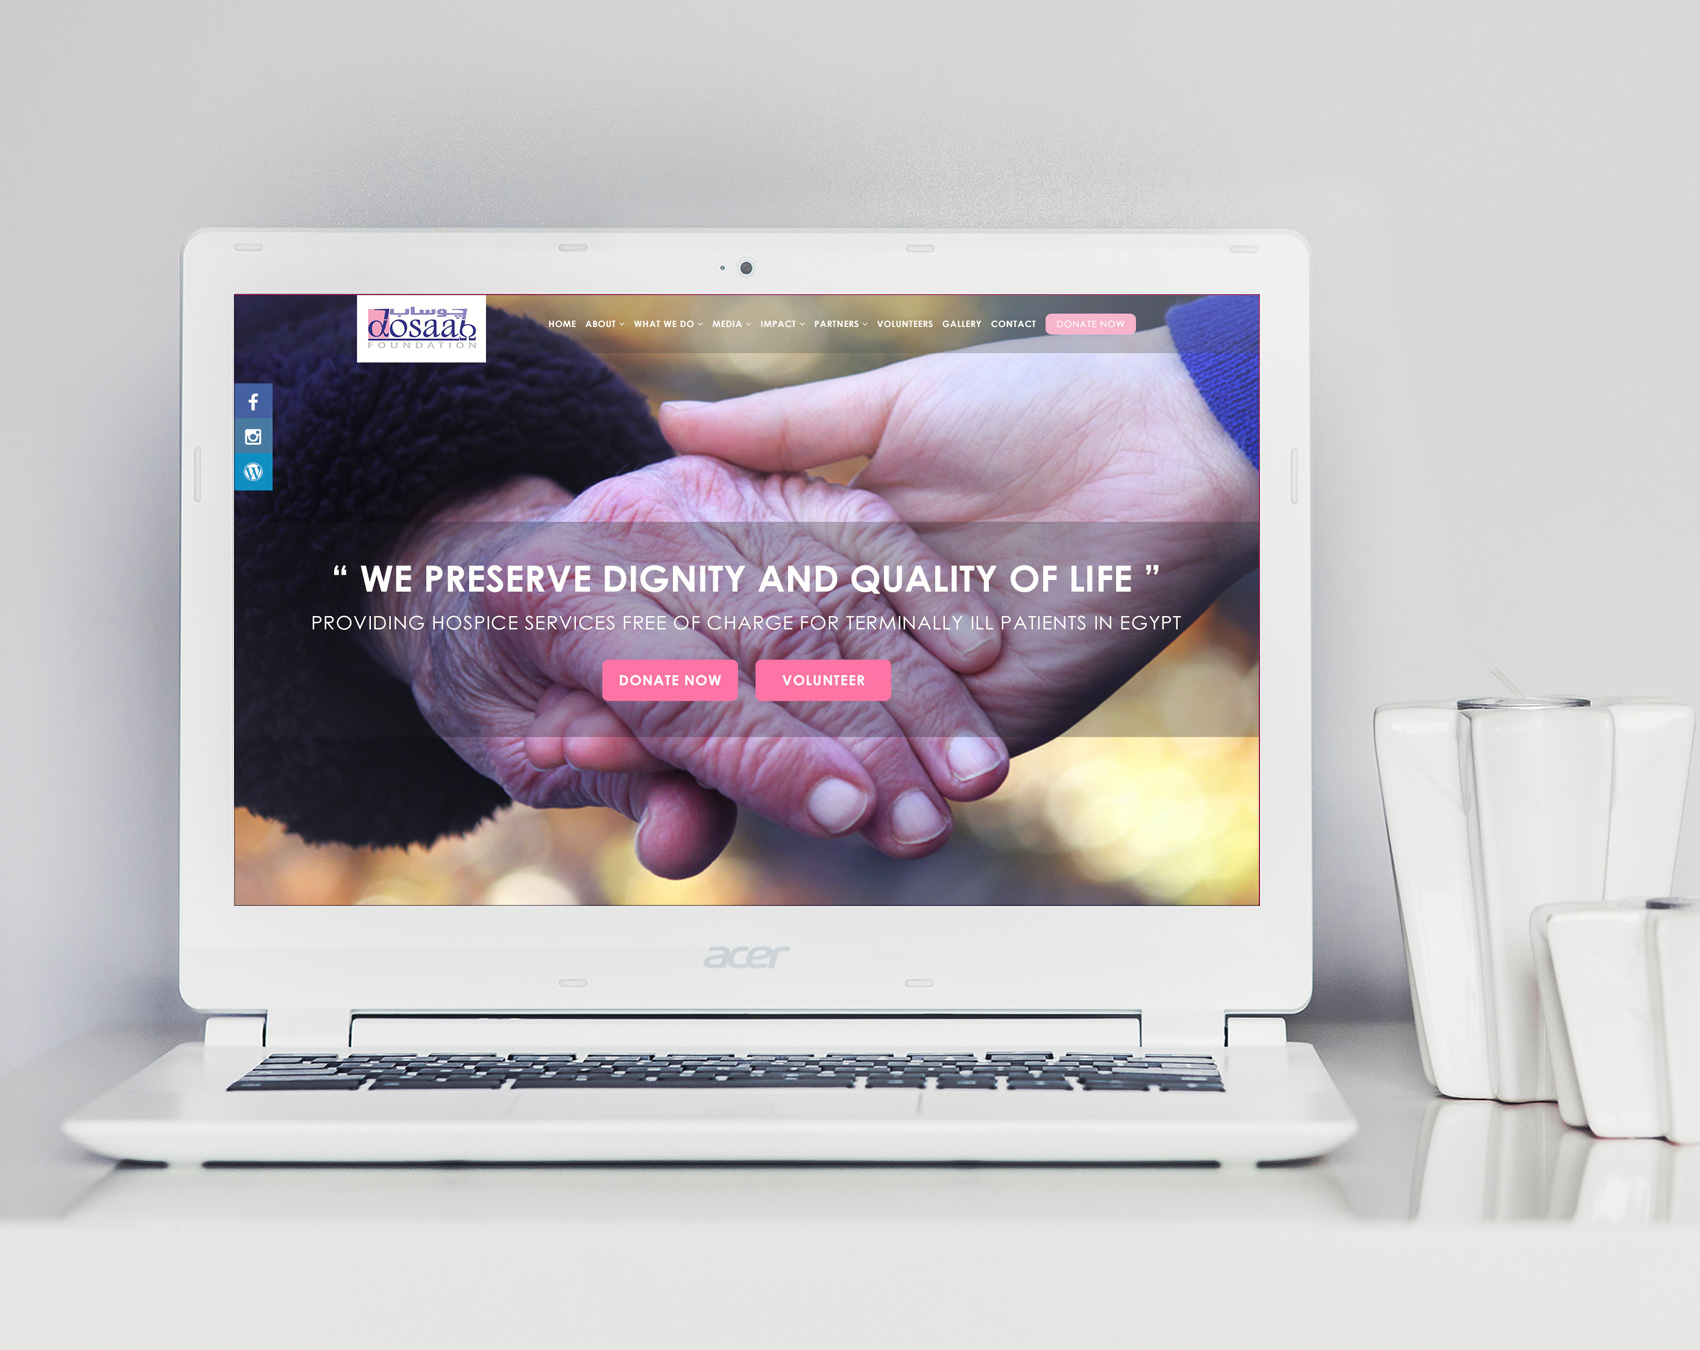 چوساب
dosaab
FOUNDATION
HOME ABOUT WHAT WE DO MEDIA IMPACT PARTNERS VOLUNTEERS GALLERY CONTACT DONATE NOW
“ WE PRESERVE DIGNITY AND QUALITY OF LIFE ”
PROVIDING HOSPICE SERVICES FREE OF CHARGE FOR TERMINALLY ILL PATIENTS IN EGYPT
DONATE NOW VOLUNTEER
acer